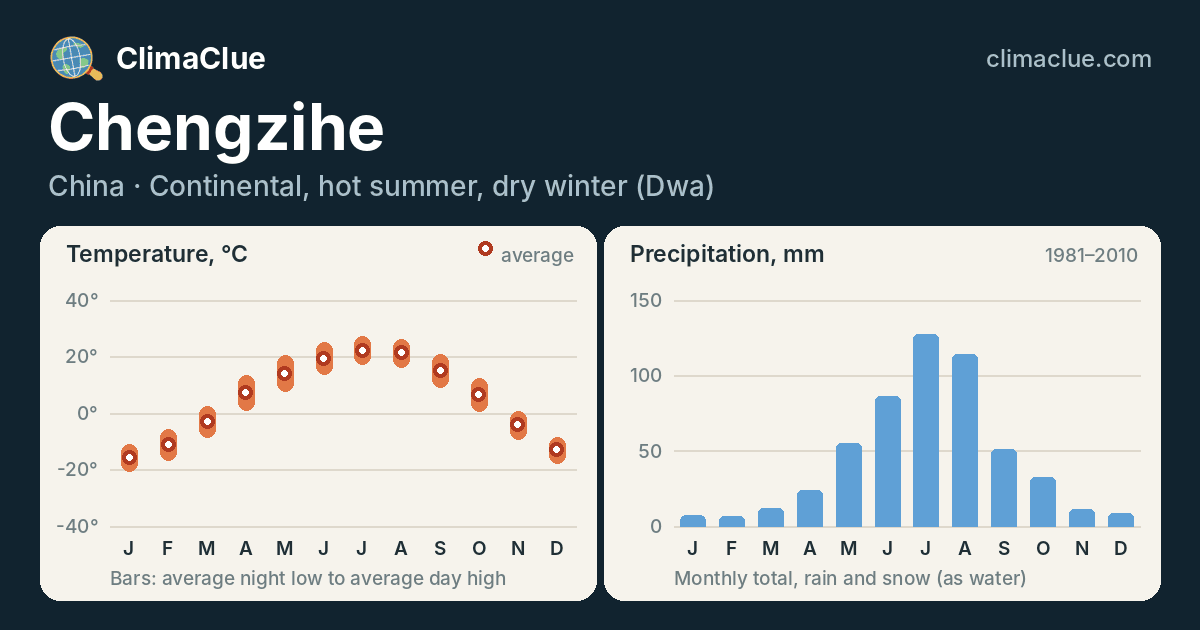 ClimaClue
climaclue.com
Chengzihe
China · Continental, hot summer, dry winter (Dwa)
Temperature, °C
average
40°
20°
0°
-20°
-40°
J F M A M J J A S O N D
Bars: average night low to average day high
Precipitation, mm
1981–2010
150
100
50
0
J F M A M J J A S O N D
Monthly total, rain and snow (as water)